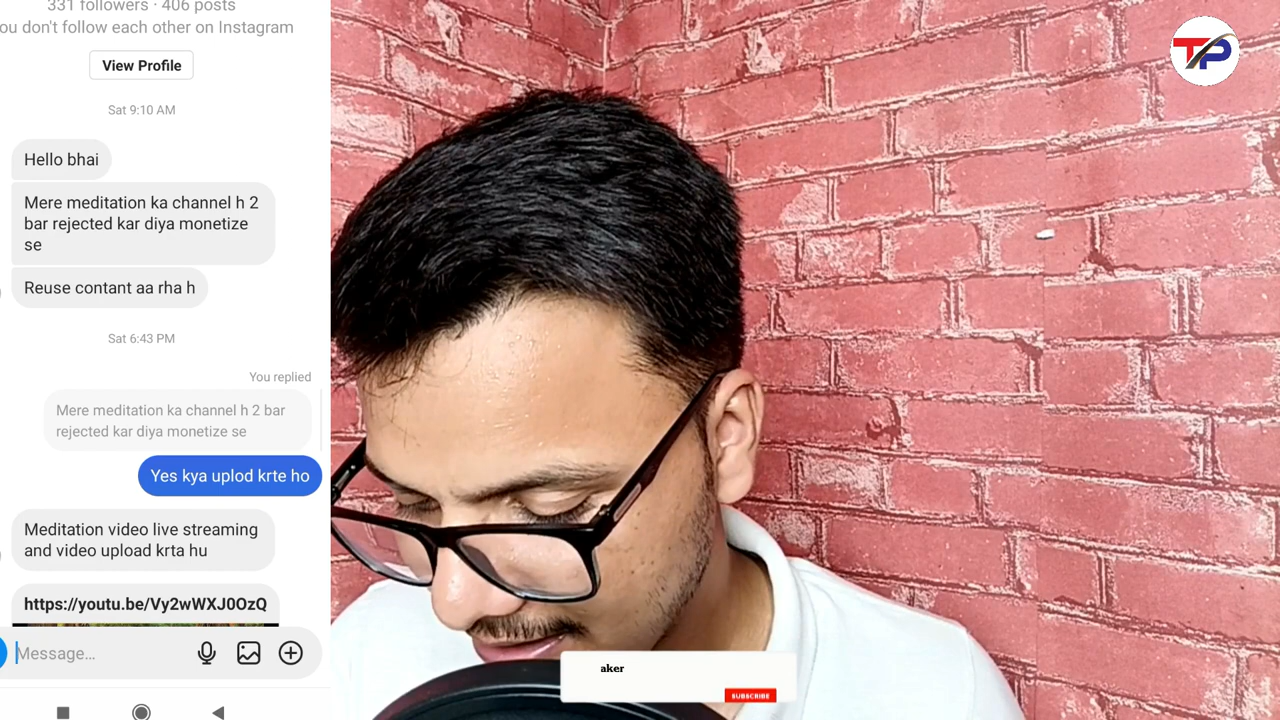 331 followers · 406 posts
ou don't follow each other on Instagram
View Profile
Sat 9:10 AM
Hello bhai
Mere meditation ka channel h 2
bar rejected kar diya monetize
se
Reuse contant aa rha h
Sat 6:43 PM
You replied
Mere meditation ka channel h 2 bar
rejected kar diya monetize se
Yes kya uplod krte ho
Meditation video live streaming
and video upload krta hu
https://youtu.be/Vy2wWXJ0OzQ
Message...
TP
aker
SUBSCRIBE